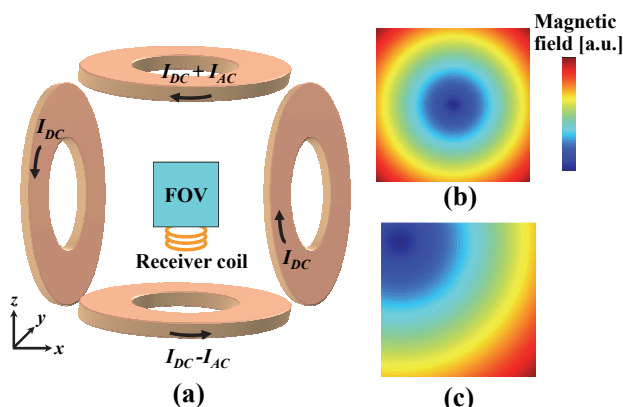 I_DC + I_AC
Magnetic
field [a.u.]
I_DC
FOV
(b)
Receiver coil
I_DC
z
y
x
I_DC - I_AC
(a)
(c)